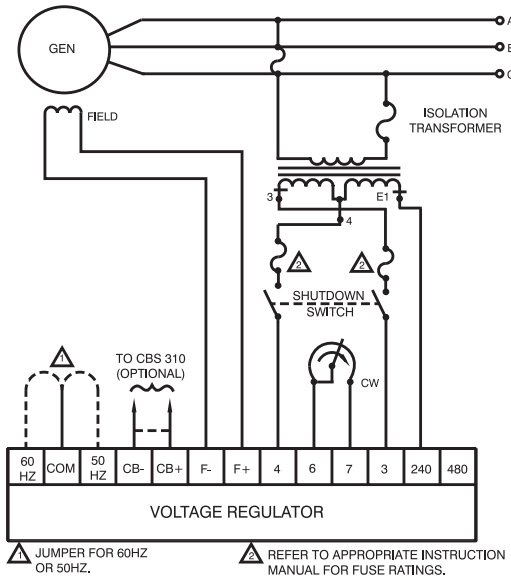 GEN
A
B
C
FIELD
ISOLATION
TRANSFORMER
3
E1
4
2
2
SHUTDOWN
SWITCH
1
TO CBS 310
(OPTIONAL)
CW
60
HZ
COM
50
HZ
CB-
CB+
F-
F+
4
6
7
3
240
480
VOLTAGE REGULATOR
1 JUMPER FOR 60HZ
OR 50HZ.
2 REFER TO APPROPRIATE INSTRUCTION
MANUAL FOR FUSE RATINGS.